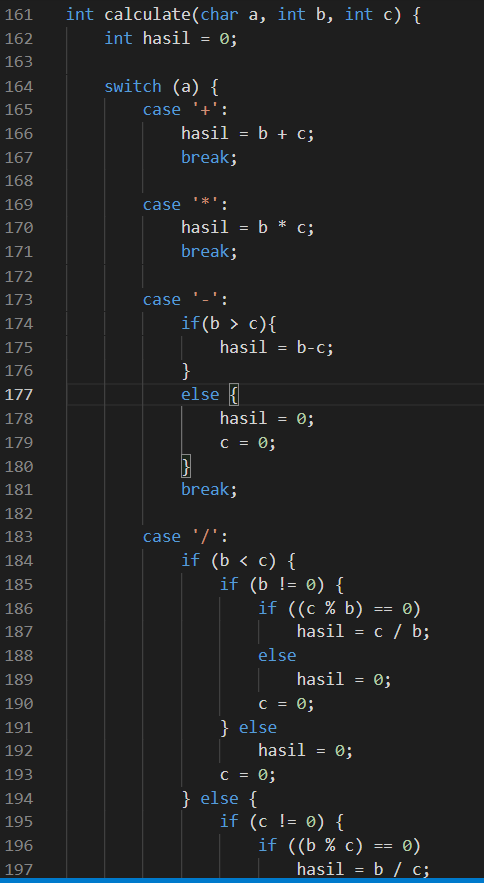 161 int calculate(char a, int b, int c) {
162     int hasil = 0;
163
164     switch (a) {
165         case '+':
166             hasil = b + c;
167             break;
168
169         case '*':
170             hasil = b * c;
171             break;
172
173         case '-':
174             if(b > c){
175                 hasil = b-c;
176             }
177             else {
178                 hasil = 0;
179                 c = 0;
180             }
181             break;
182
183         case '/':
184             if (b < c) {
185                 if (b != 0) {
186                     if ((c % b) == 0)
187                         hasil = c / b;
188                     else
189                         hasil = 0;
190                     c = 0;
191                 } else
192                     hasil = 0;
193                 c = 0;
194             } else {
195                 if (c != 0) {
196                     if ((b % c) == 0)
197                         hasil = b / c;